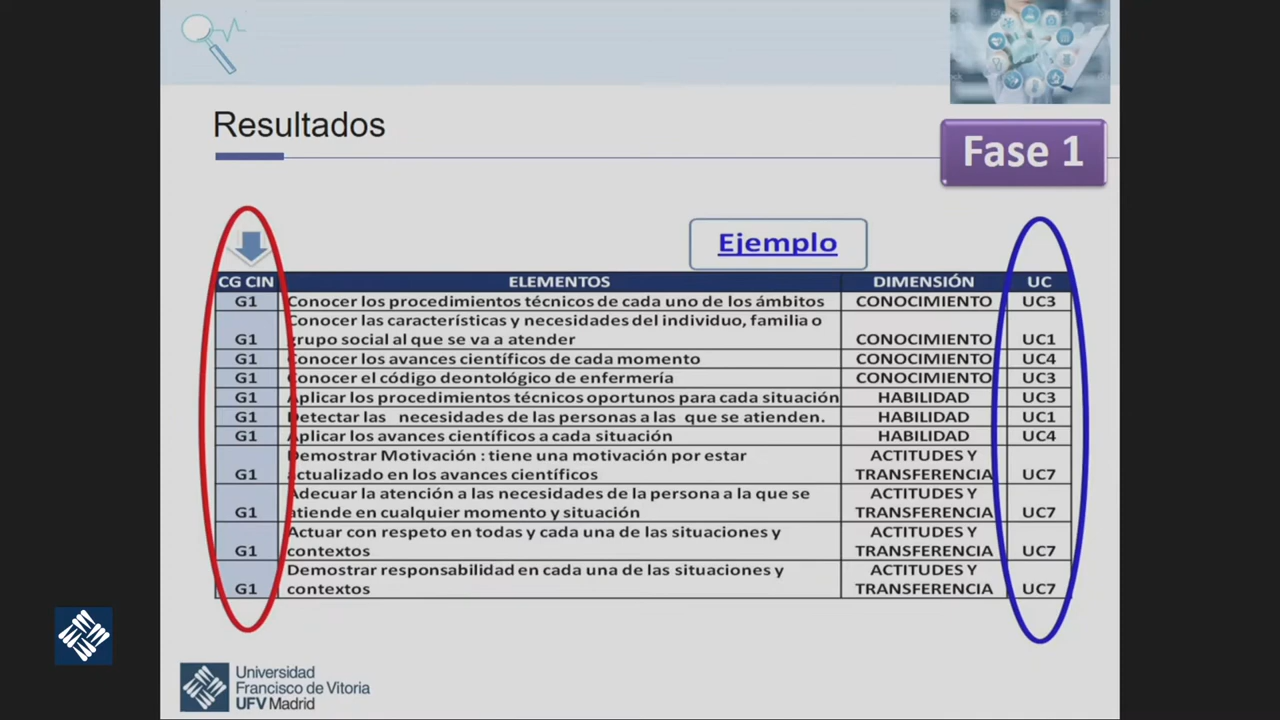 Resultados
Fase 1
Ejemplo
CG CIN ELEMENTOS DIMENSIÓN UC
G1 Conocer los procedimientos técnicos de cada uno de los ámbitos CONOCIMIENTO UC3
Conocer las características y necesidades del individuo, familia o
G1 grupo social al que se va a atender CONOCIMIENTO UC1
G1 Conocer los avances científicos de cada momento CONOCIMIENTO UC4
G1 Conocer el código deontológico de enfermería CONOCIMIENTO UC3
G1 Aplicar los procedimientos técnicos oportunos para cada situación HABILIDAD UC3
G1 Detectar las necesidades de las personas a las que se atienden. HABILIDAD UC1
G1 Aplicar los avances científicos a cada situación HABILIDAD UC4
Demostrar Motivación : tiene una motivación por estar ACTITUDES Y
G1 actualizado en los avances científicos TRANSFERENCIA UC7
Adecuar la atención a las necesidades de la persona a la que se ACTITUDES Y
G1 atiende en cualquier momento y situación TRANSFERENCIA UC7
Actuar con respeto en todas y cada una de las situaciones y ACTITUDES Y
G1 contextos TRANSFERENCIA UC7
Demostrar responsabilidad en cada una de las situaciones y ACTITUDES Y
G1 contextos TRANSFERENCIA UC7
Universidad
Francisco de Vitoria
UFV Madrid